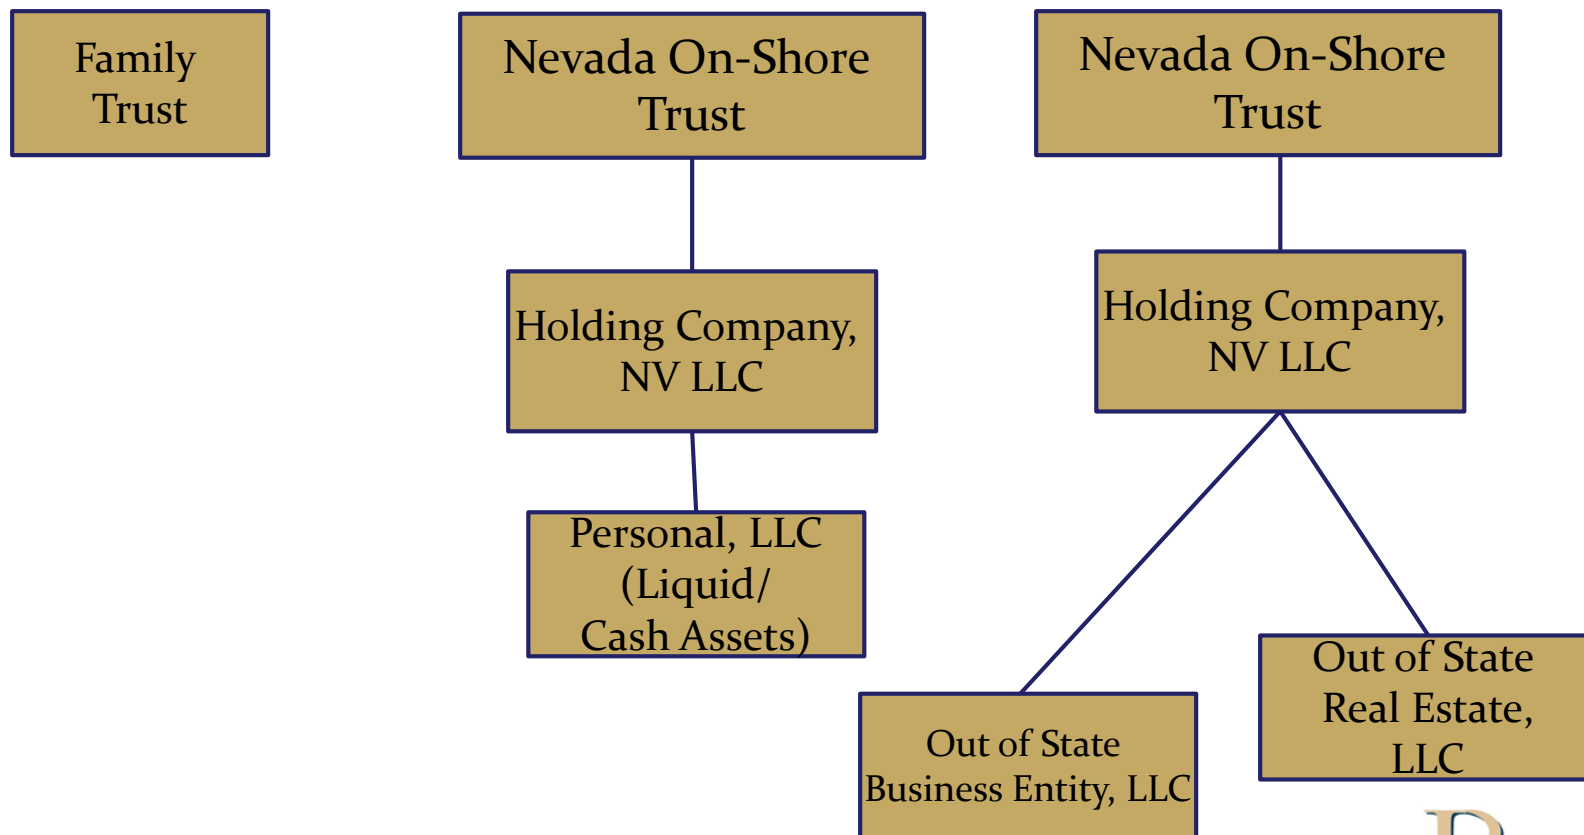 Family
Trust
Nevada On-Shore
Trust
Nevada On-Shore
Trust
Holding Company,
NV LLC
Holding Company,
NV LLC
Personal, LLC
(Liquid/
Cash Assets)
Out of State
Real Estate,
LLC
Out of State
Business Entity, LLC